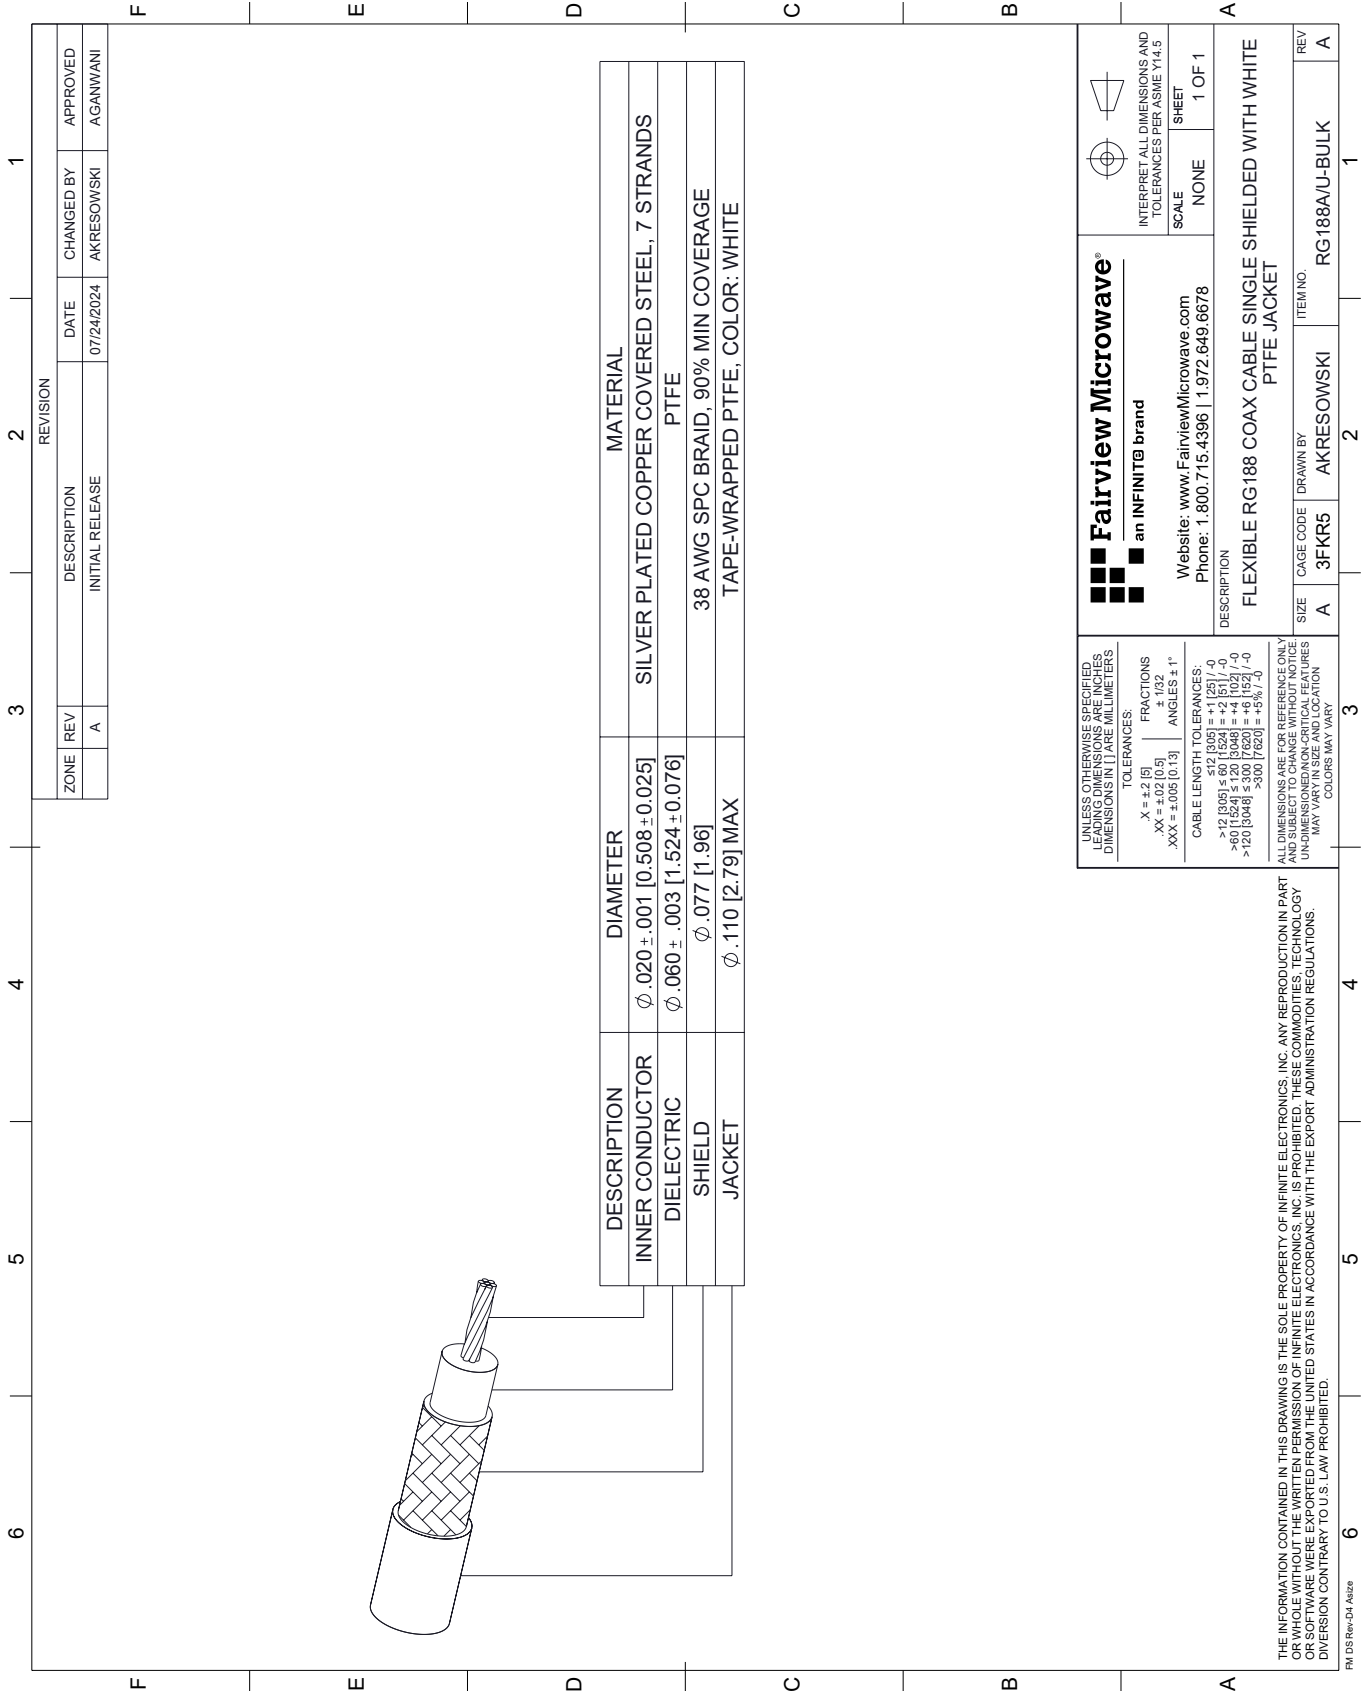 6 5 4 3 2 1
F
E
D
C
B
A
REVISION
ZONE REV DESCRIPTION DATE CHANGED BY APPROVED
A INITIAL RELEASE 07/24/2024 AKRESOWSKI AGANWANI
DESCRIPTION DIAMETER MATERIAL
INNER CONDUCTOR ∅.020±.001 [0.508±0.025] SILVER PLATED COPPER COVERED STEEL, 7 STRANDS
DIELECTRIC ∅.060± .003 [1.524±0.076] PTFE
SHIELD ∅.077 [1.96] 38 AWG SPC BRAID, 90% MIN COVERAGE
JACKET ∅.110 [2.79] MAX TAPE-WRAPPED PTFE, COLOR: WHITE
UNLESS OTHERWISE SPECIFIED
LEADING DIMENSIONS ARE INCHES
DIMENSIONS IN [ ] ARE MILLIMETERS
TOLERANCES:
.X = ±.2 [5]
.XX = ±.02 [0.5]
.XXX = ±.005 [0.13]
FRACTIONS
± 1/32
ANGLES ± 1°
CABLE LENGTH TOLERANCES:
≤12 [305] = +1 [25] / -0
>12 [305] ≤ 60 [1524] = +2 [51] / -0
>60 [1524] ≤ 120 [3048] = +4 [102] / -0
>120 [3048] ≤ 300 [7620] = +6 [152] / -0
>300 [7620] = +5% / -0
ALL DIMENSIONS ARE FOR REFERENCE ONLY
AND SUBJECT TO CHANGE WITHOUT NOTICE.
UN-DIMENSIONED/NON-CRITICAL FEATURES
MAY VARY IN SIZE AND LOCATION
COLORS MAY VARY
Fairview Microwave®
an INFINIT@ brand
Website: www.FairviewMicrowave.com
Phone: 1.800.715.4396 | 1.972.649.6678
INTERPRET ALL DIMENSIONS AND
TOLERANCES PER ASME Y14.5
SCALE
NONE
SHEET
1 OF 1
DESCRIPTION
FLEXIBLE RG188 COAX CABLE SINGLE SHIELDED WITH WHITE
PTFE JACKET
SIZE
A
CAGE CODE
3FKR5
DRAWN BY
AKRESOWSKI
ITEM NO.
RG188A/U-BULK
REV
A
THE INFORMATION CONTAINED IN THIS DRAWING IS THE SOLE PROPERTY OF INFINITE ELECTRONICS, INC. ANY REPRODUCTION IN PART
OR WHOLE WITHOUT THE WRITTEN PERMISSION OF INFINITE ELECTRONICS, INC. IS PROHIBITED. THESE COMMODITIES, TECHNOLOGY
OR SOFTWARE WERE EXPORTED FROM THE UNITED STATES IN ACCORDANCE WITH THE EXPORT ADMINISTRATION REGULATIONS.
DIVERSION CONTRARY TO U.S. LAW PROHIBITED.
F
E
D
C
B
A
6 5 4 3 2 1
FM DS Rev-D4 Asize